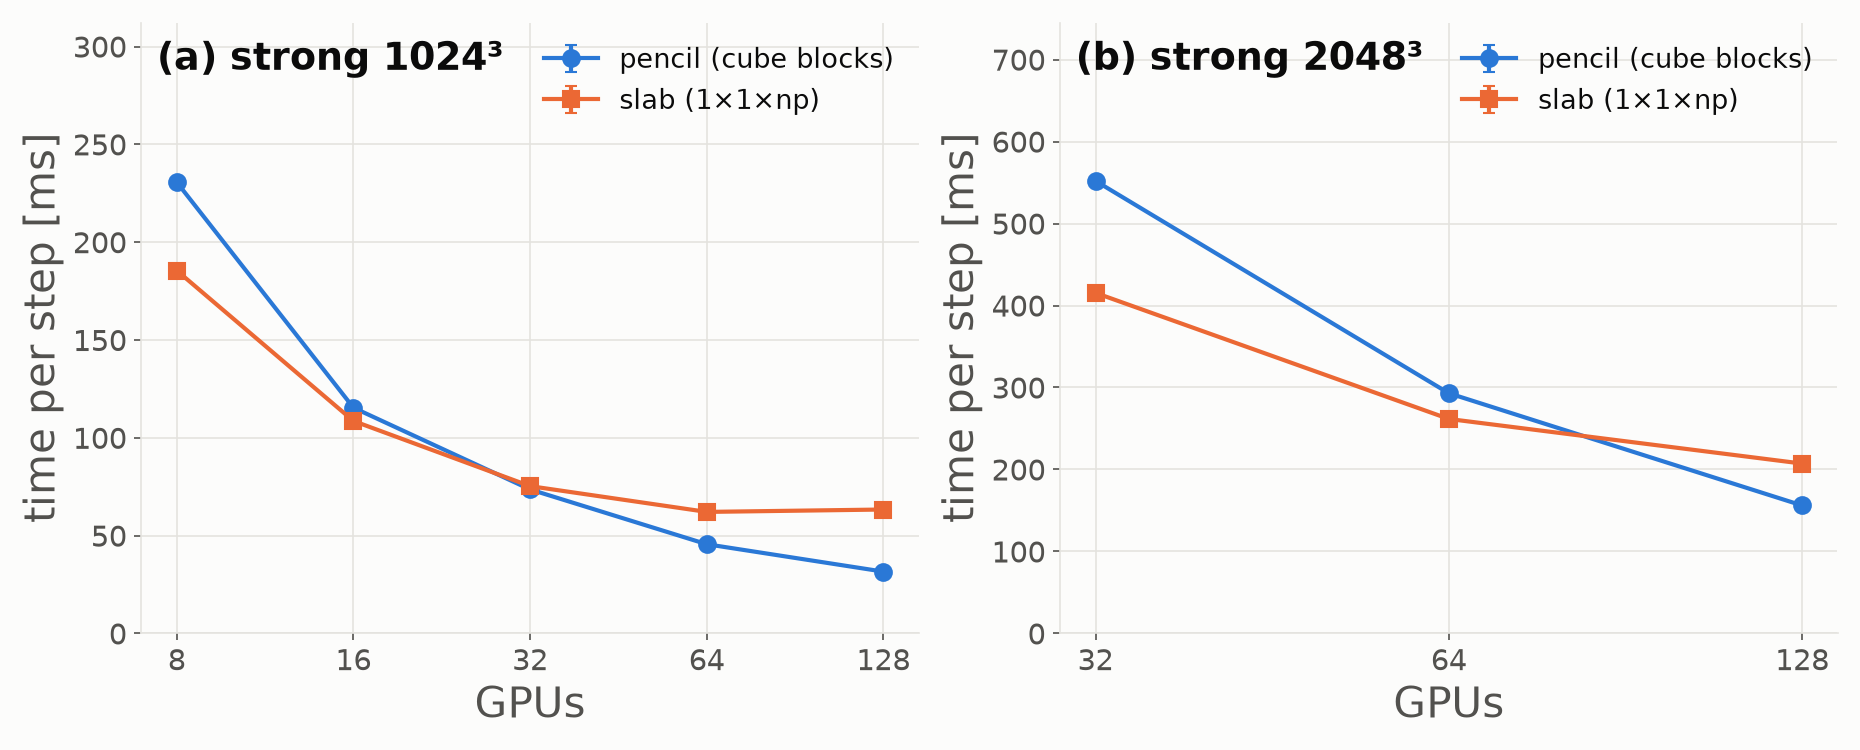 (a) strong 1024³
pencil (cube blocks)
slab (1×1×np)
time per step [ms]
300
250
200
150
100
50
0
8 16 32 64 128
GPUs
(b) strong 2048³
pencil (cube blocks)
slab (1×1×np)
time per step [ms]
700
600
500
400
300
200
100
0
32 64 128
GPUs